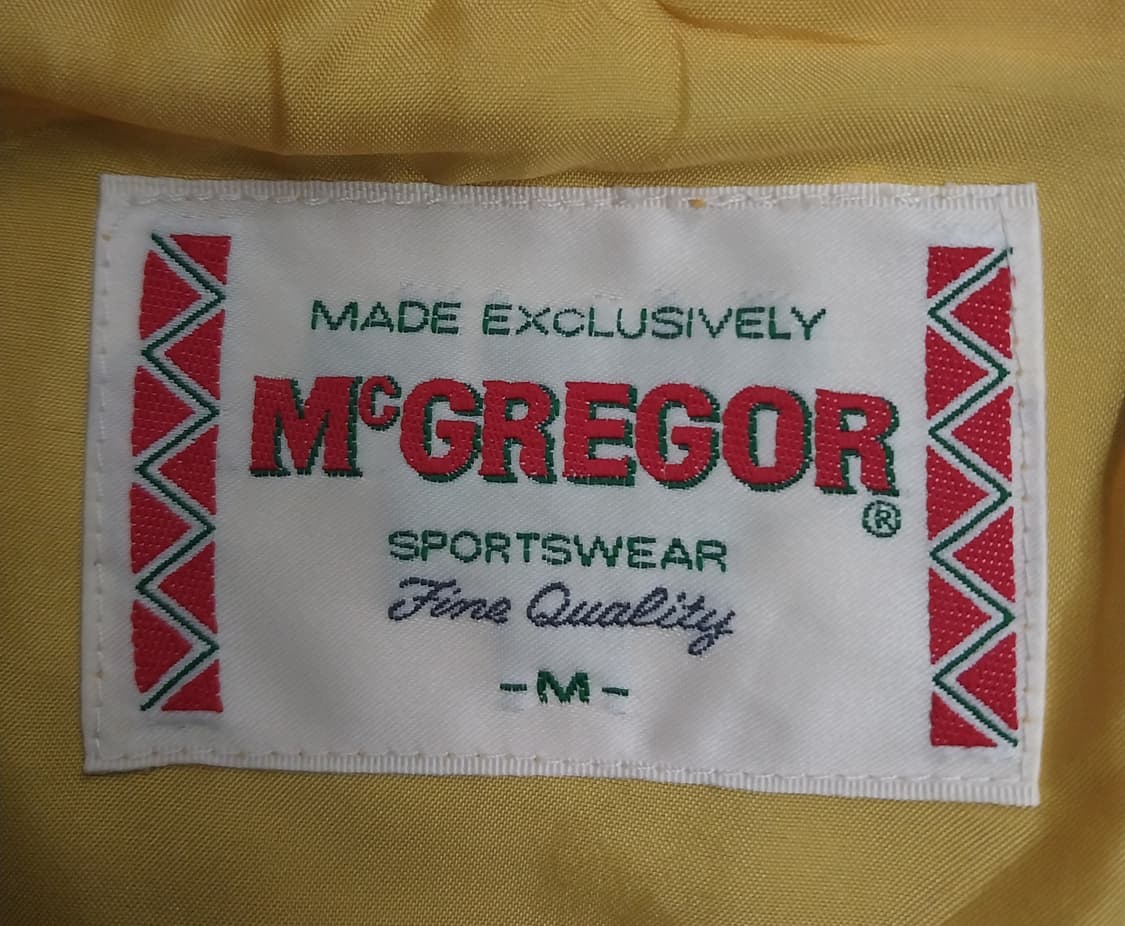 MADE EXCLUSIVELY
McGREGOR
®
SPORTSWEAR
Fine Quality
-M-